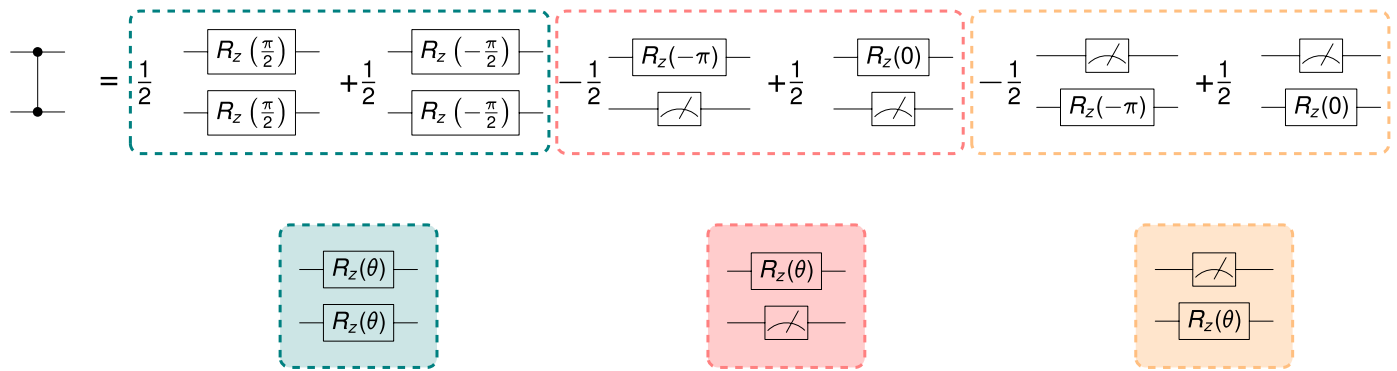 = 1/2 R_z (π/2) +1/2 R_z (−π/2) −1/2 R_z(−π) +1/2 R_z(0) −1/2 +1/2
R_z (π/2) R_z (−π/2) R_z(−π) R_z(0)
R_z(θ) R_z(θ)
R_z(θ) R_z(θ)